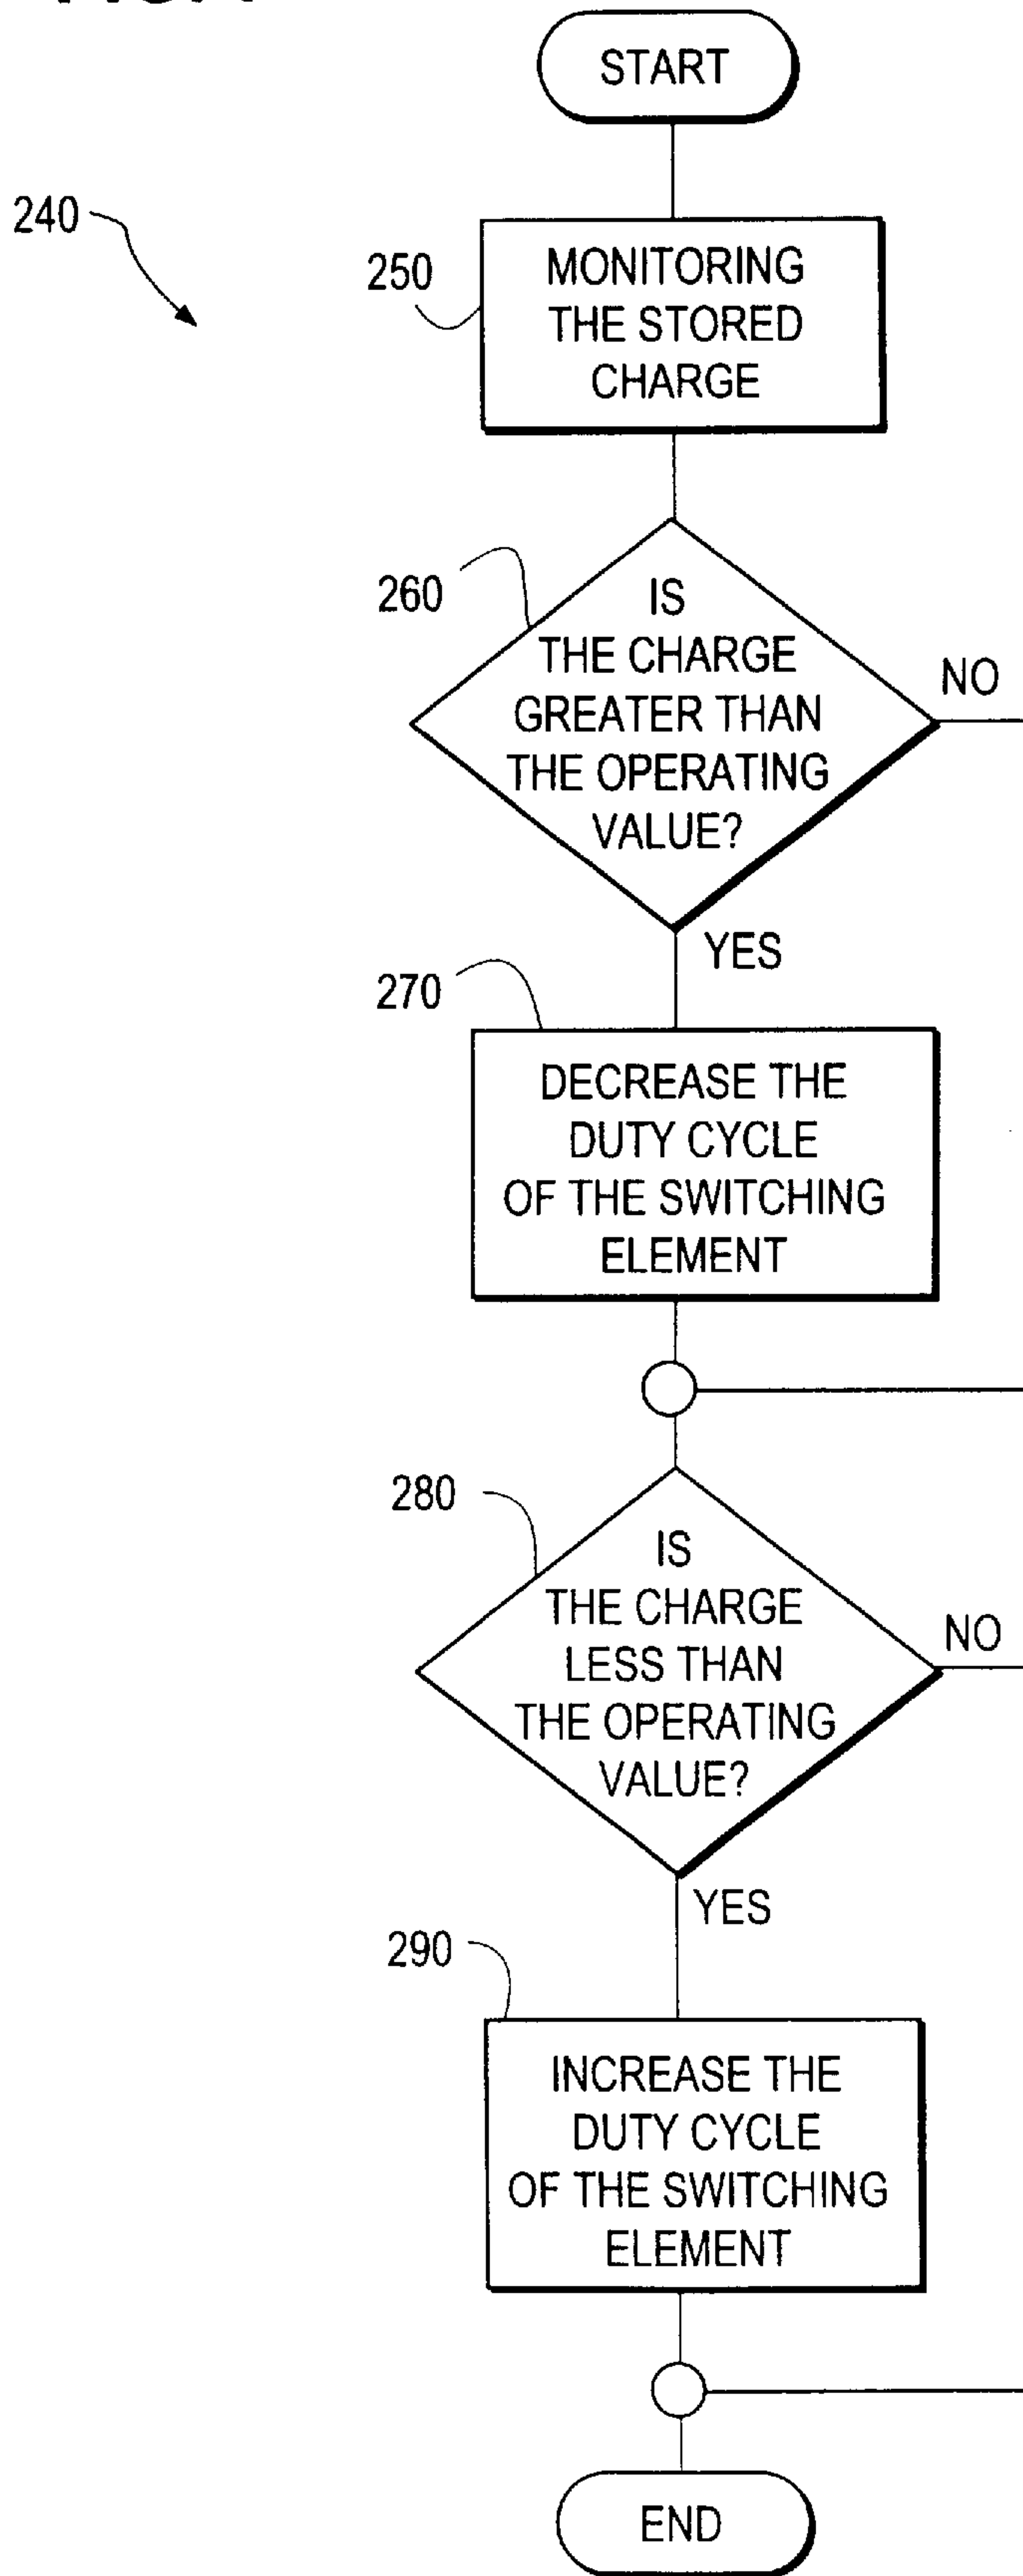 START
240
250
MONITORING
THE STORED
CHARGE
260
IS
THE CHARGE
GREATER THAN
THE OPERATING
VALUE?
NO
YES
270
DECREASE THE
DUTY CYCLE
OF THE SWITCHING
ELEMENT
280
IS
THE CHARGE
LESS THAN
THE OPERATING
VALUE?
NO
YES
290
INCREASE THE
DUTY CYCLE
OF THE SWITCHING
ELEMENT
END